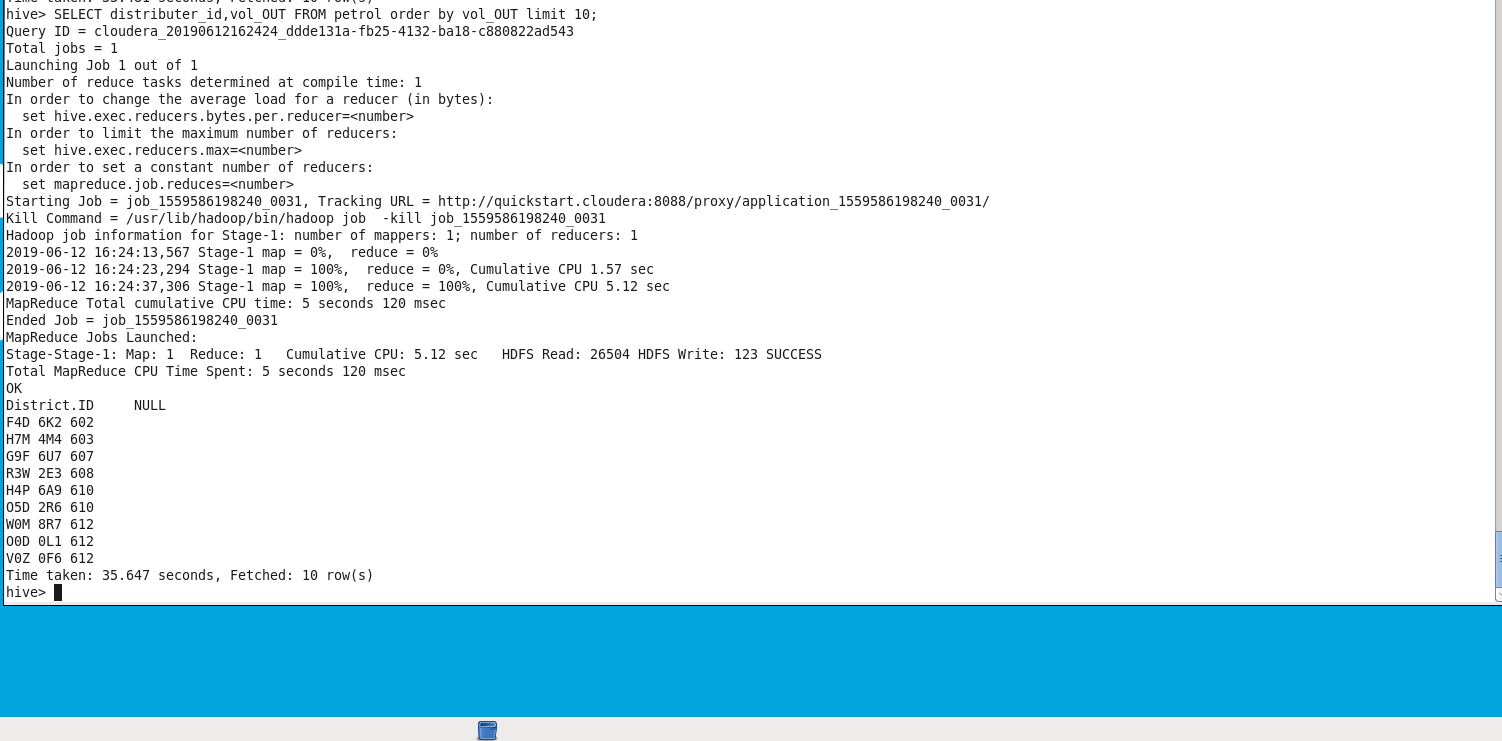 hive> SELECT distributer_id,vol_OUT FROM petrol order by vol_OUT limit 10;
Query ID = cloudera_20190612162424_ddde131a-fb25-4132-ba18-c880822ad543
Total jobs = 1
Launching Job 1 out of 1
Number of reduce tasks determined at compile time: 1
In order to change the average load for a reducer (in bytes):
  set hive.exec.reducers.bytes.per.reducer=<number>
In order to limit the maximum number of reducers:
  set hive.exec.reducers.max=<number>
In order to set a constant number of reducers:
  set mapreduce.job.reduces=<number>
Starting Job = job_1559586198240_0031, Tracking URL = http://quickstart.cloudera:8088/proxy/application_1559586198240_0031/
Kill Command = /usr/lib/hadoop/bin/hadoop job  -kill job_1559586198240_0031
Hadoop job information for Stage-1: number of mappers: 1; number of reducers: 1
2019-06-12 16:24:13,567 Stage-1 map = 0%,  reduce = 0%
2019-06-12 16:24:23,294 Stage-1 map = 100%,  reduce = 0%, Cumulative CPU 1.57 sec
2019-06-12 16:24:37,306 Stage-1 map = 100%,  reduce = 100%, Cumulative CPU 5.12 sec
MapReduce Total cumulative CPU time: 5 seconds 120 msec
Ended Job = job_1559586198240_0031
MapReduce Jobs Launched:
Stage-Stage-1: Map: 1  Reduce: 1   Cumulative CPU: 5.12 sec   HDFS Read: 26504 HDFS Write: 123 SUCCESS
Total MapReduce CPU Time Spent: 5 seconds 120 msec
OK
District.ID     NULL
F4D 6K2 602
H7M 4M4 603
G9F 6U7 607
R3W 2E3 608
H4P 6A9 610
O5D 2R6 610
W0M 8R7 612
O0D 0L1 612
V0Z 0F6 612
Time taken: 35.647 seconds, Fetched: 10 row(s)
hive>